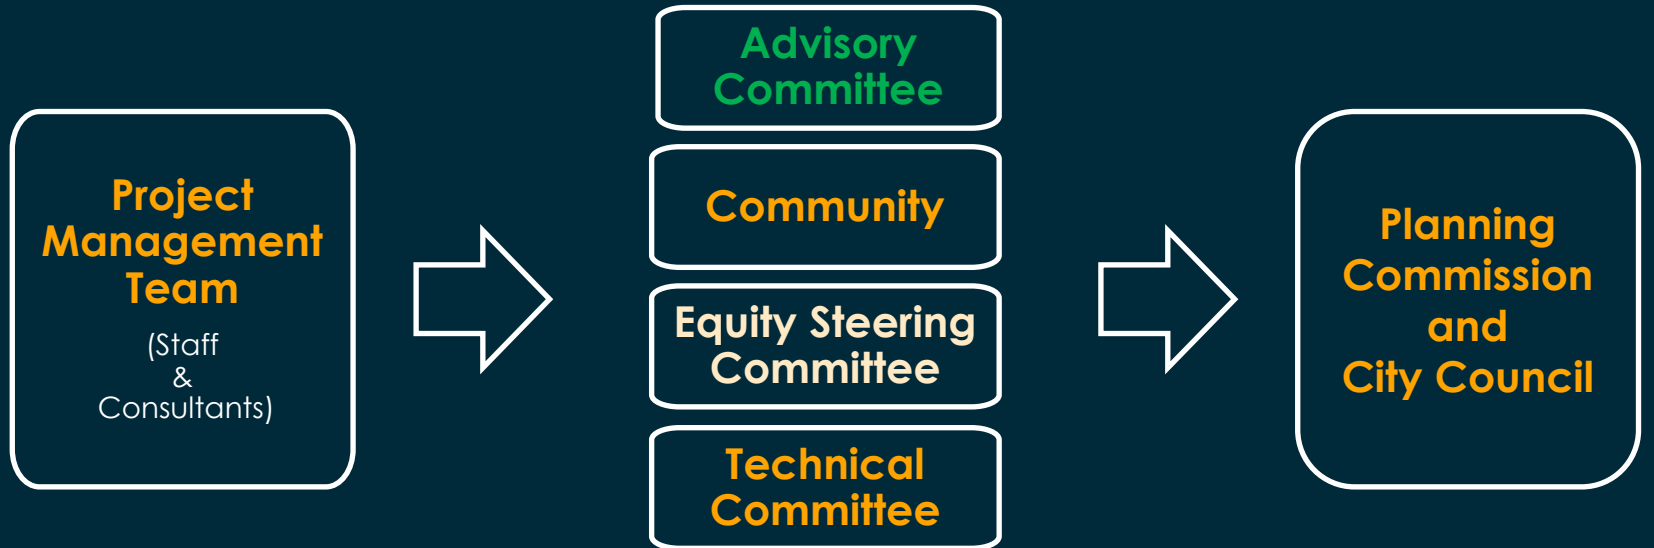 Project
Management
Team
(Staff
&
Consultants)
Advisory
Committee
Community
Equity Steering
Committee
Technical
Committee
Planning
Commission
and
City Council